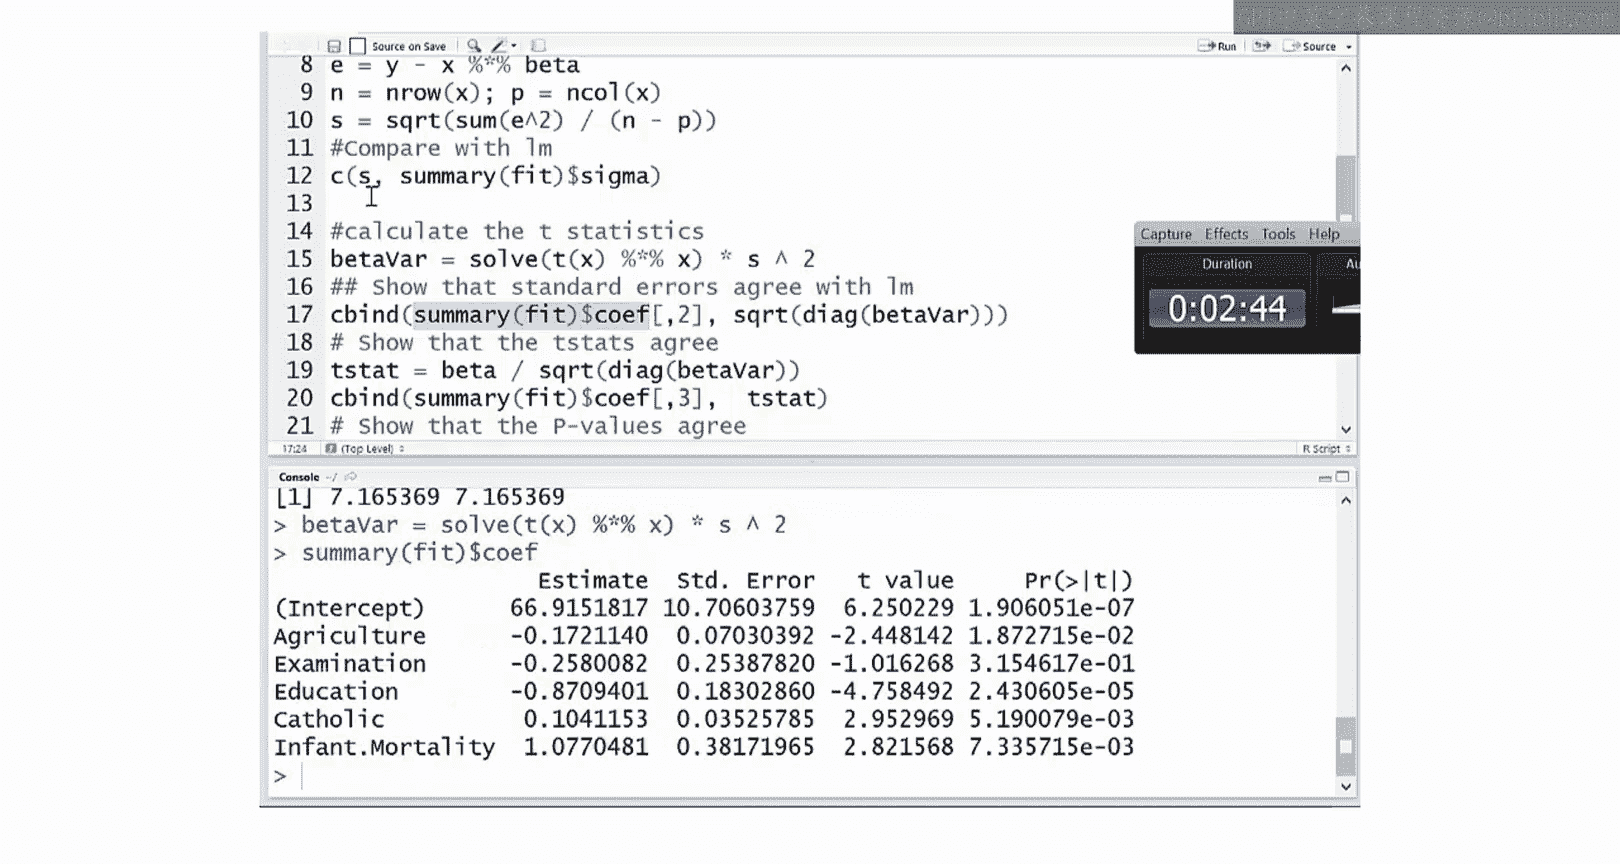 Source on Save
Run
Source
8 e = y - x %*% beta
9 n = nrow(x); p = ncol(x)
10 s = sqrt(sum(e^2) / (n - p))
11 #Compare with lm
12 c(s, summary(fit)$sigma)
13
14 #calculate the t statistics
15 betaVar = solve(t(x) %*% x) * s ^ 2
16 ## Show that standard errors agree with lm
17 cbind(summary(fit)$coef[,2], sqrt(diag(betaVar)))
18 # Show that the tstats agree
19 tstat = beta / sqrt(diag(betaVar))
20 cbind(summary(fit)$coef[,3],  tstat)
21 # Show that the P-values agree
17:24 (Top Level) R Script
Capture Effects Tools Help
Duration Au
0:02:44
Console ~/
[1] 7.165369 7.165369
> betaVar = solve(t(x) %*% x) * s ^ 2
> summary(fit)$coef
Estimate Std. Error t value Pr(>|t|)
(Intercept) 66.9151817 10.70603759 6.250229 1.906051e-07
Agriculture -0.1721140 0.07030392 -2.448142 1.872715e-02
Examination -0.2580082 0.25387820 -1.016268 3.154617e-01
Education -0.8709401 0.18302860 -4.758492 2.430605e-05
Catholic 0.1041153 0.03525785 2.952969 5.190079e-03
Infant.Mortality 1.0770481 0.38171965 2.821568 7.335715e-03
>